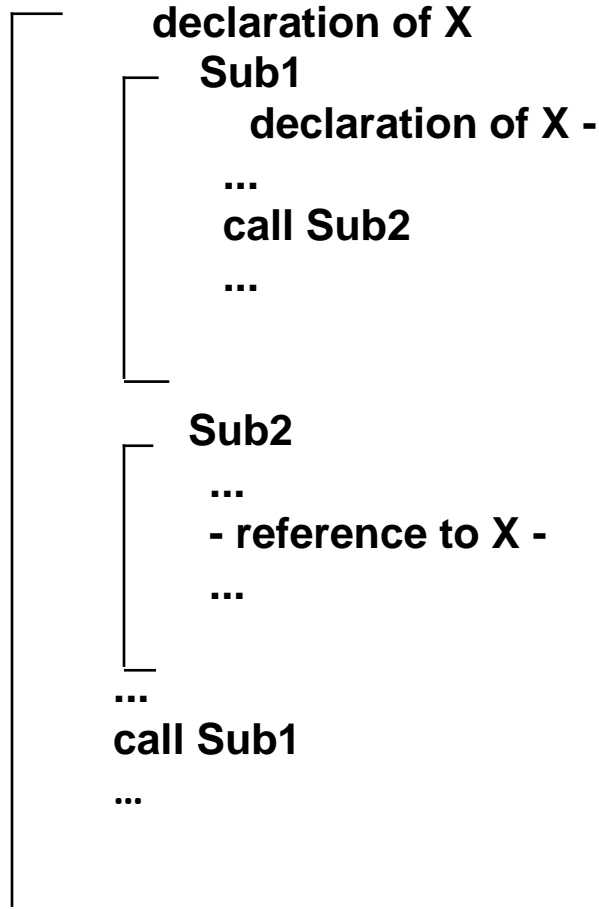 declaration of X
Sub1
declaration of X -
...
call Sub2
...
Sub2
...
- reference to X -
...
...
call Sub1
...